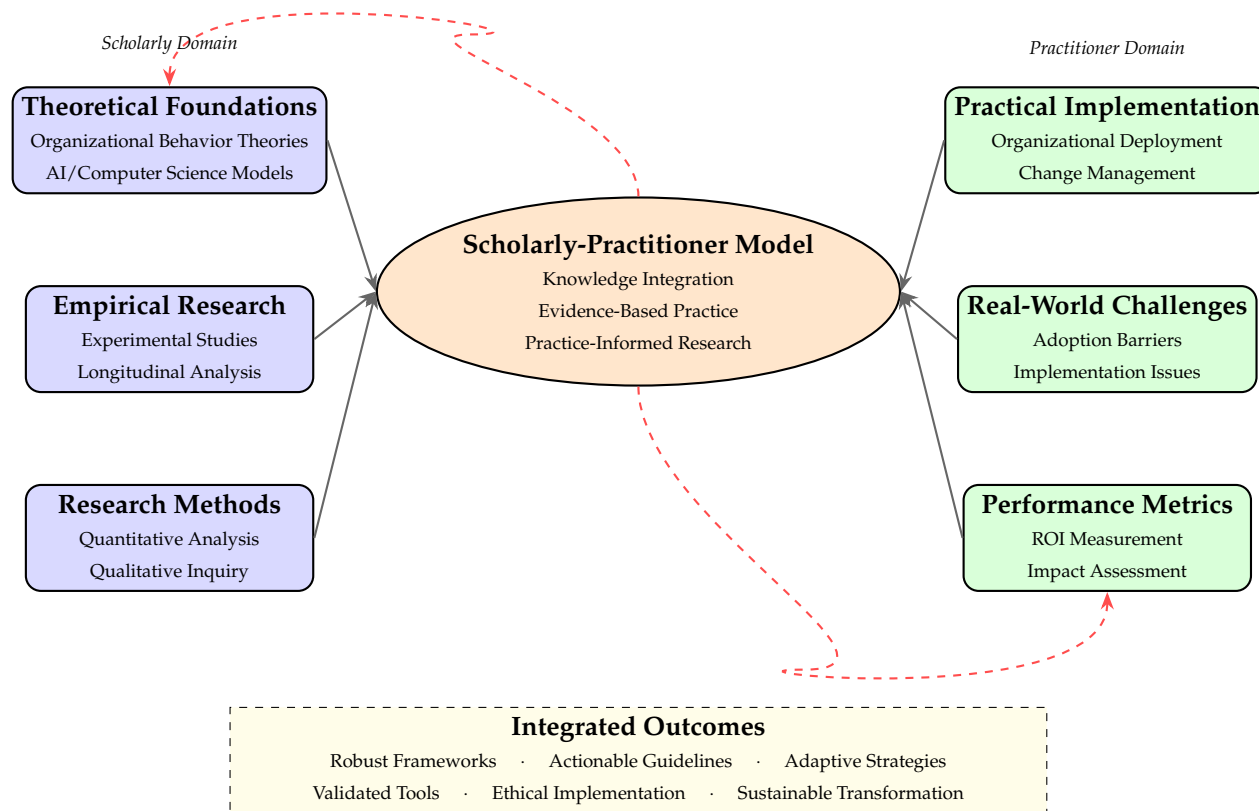 Scholarly Domain
Practitioner Domain
Theoretical Foundations
Organizational Behavior Theories
AI/Computer Science Models
Practical Implementation
Organizational Deployment
Change Management
Scholarly-Practitioner Model
Knowledge Integration
Evidence-Based Practice
Practice-Informed Research
Empirical Research
Experimental Studies
Longitudinal Analysis
Real-World Challenges
Adoption Barriers
Implementation Issues
Research Methods
Quantitative Analysis
Qualitative Inquiry
Performance Metrics
ROI Measurement
Impact Assessment
Integrated Outcomes
Robust Frameworks · Actionable Guidelines · Adaptive Strategies
Validated Tools · Ethical Implementation · Sustainable Transformation